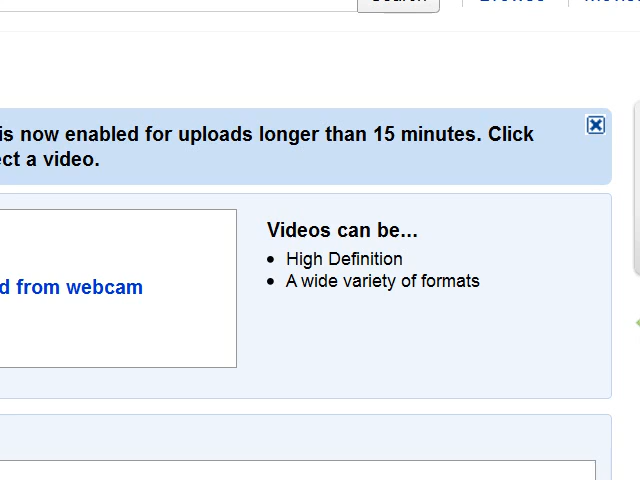 is now enabled for uploads longer than 15 minutes. Click
ect a video.
Videos can be...
High Definition
A wide variety of formats
d from webcam